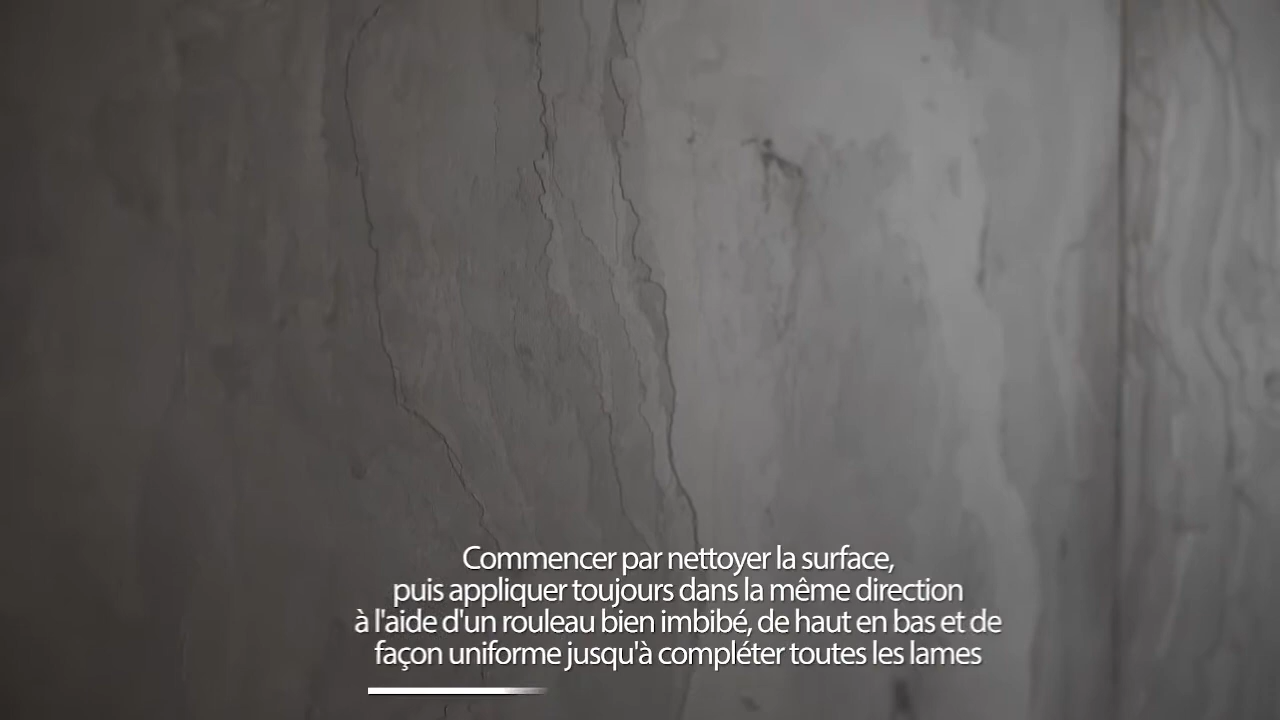 Commencer par nettoyer la surface,
puis appliquer toujours dans la même direction
à l'aide d'un rouleau bien imbibé, de haut en bas et de
façon uniforme jusqu'à compléter toutes les lames